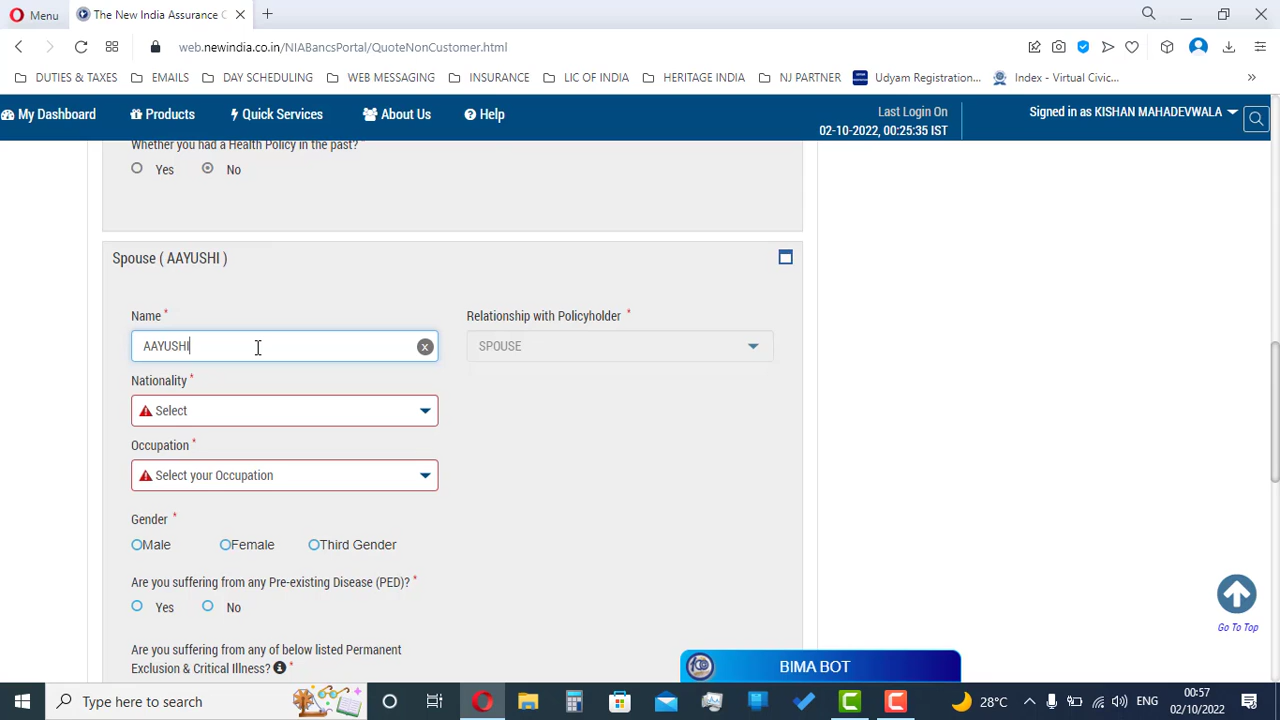 Menu
The New India Assurance C
web.newindia.co.in/NIABancsPortal/QuoteNonCustomer.html
DUTIES & TAXES
EMAILS
DAY SCHEDULING
WEB MESSAGING
INSURANCE
LIC OF INDIA
HERITAGE INDIA
NJ PARTNER
Udyam Registration...
Index - Virtual Civic...
»
My Dashboard
Products
Quick Services
About Us
Help
Last Login On
02-10-2022, 00:25:35 IST
Signed in as KISHAN MAHADEVWALA
Whether you had a Health Policy in the past? *
Yes
No
Spouse ( AAYUSHI )
Name *
Relationship with Policyholder *
AAYUSHI
x
SPOUSE
Nationality *
Select
Occupation *
Select your Occupation
Gender *
Male
Female
Third Gender
Are you suffering from any Pre-existing Disease (PED)? *
Yes
No
Are you suffering from any of below listed Permanent
Exclusion & Critical Illness? *
Go To Top
BIMA BOT
Type here to search
28°C
ENG
00:57
02/10/2022